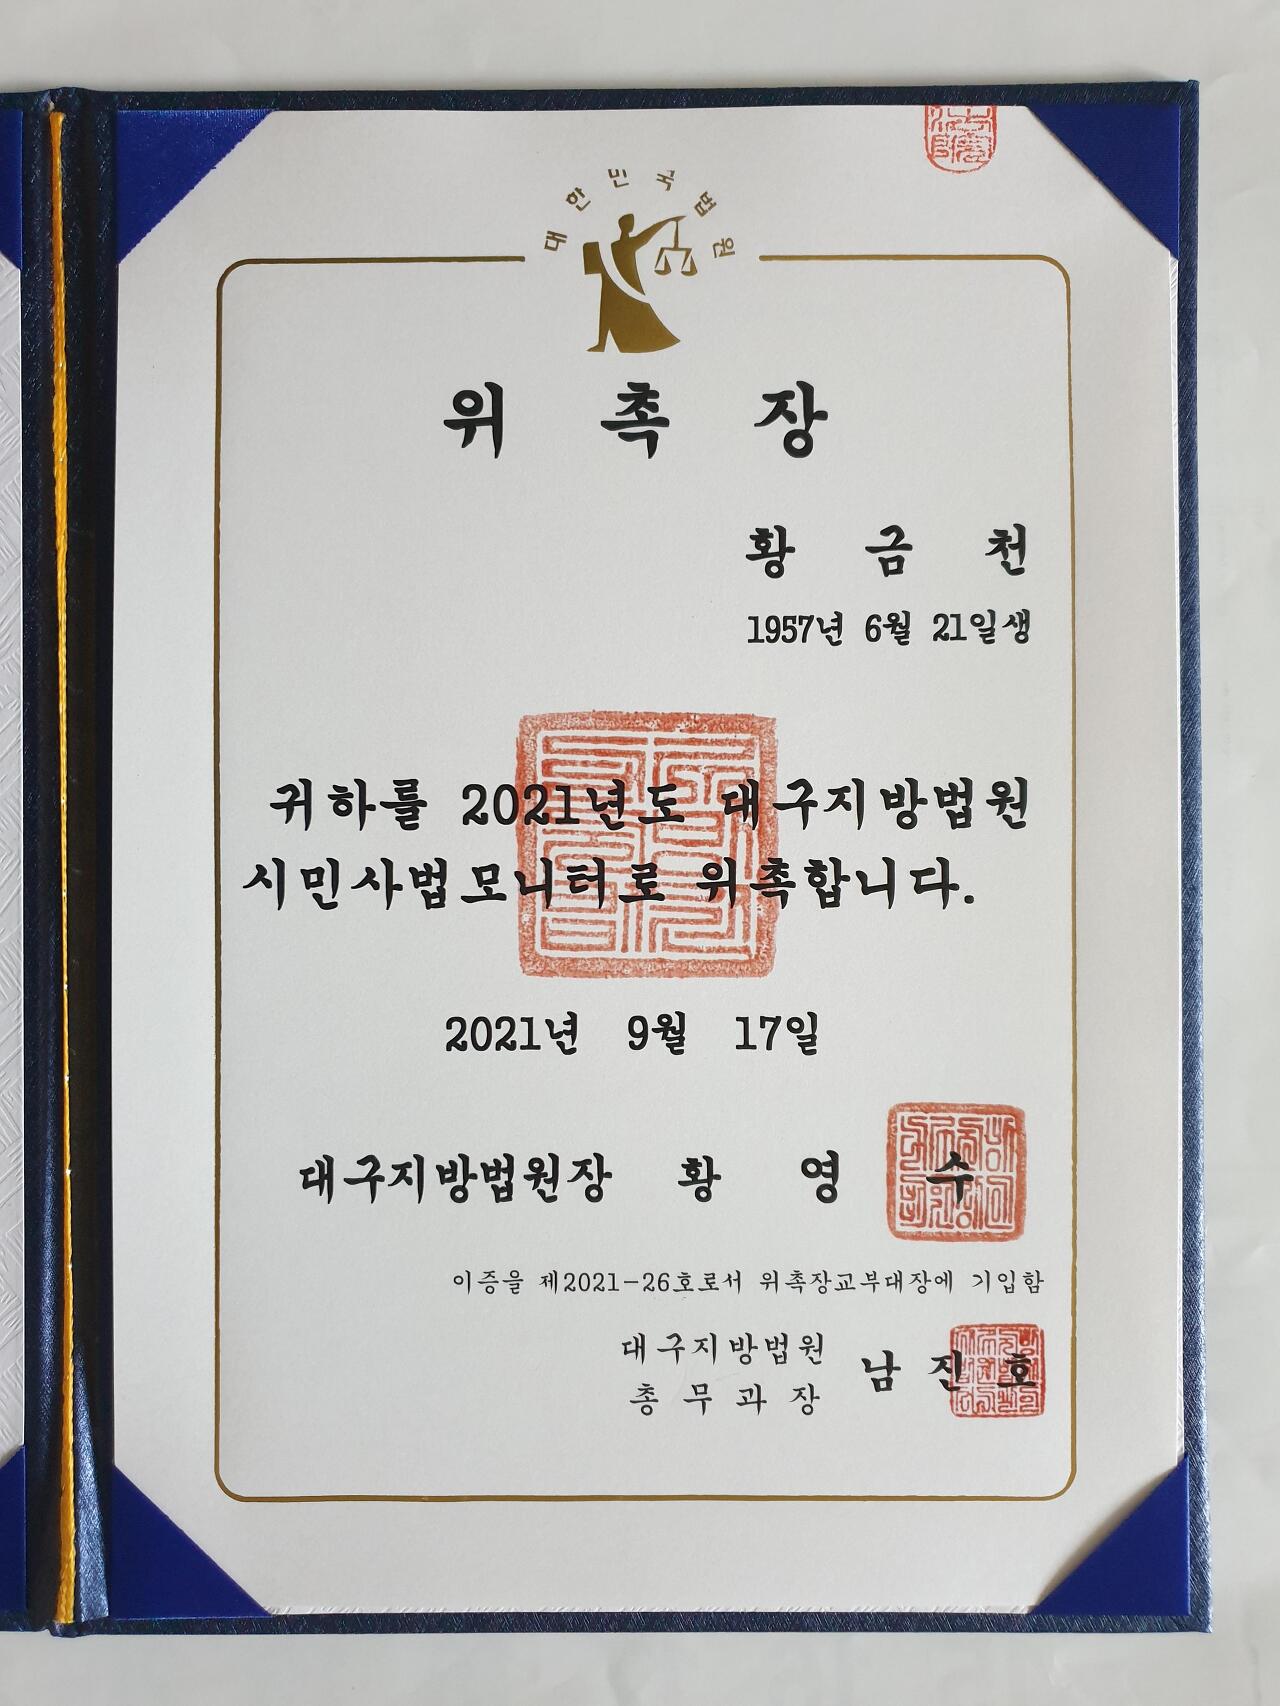 대한민국법원
위 촉 장
황 금 천
1957년 6월 21일생
귀하를 2021년도 대구지방법원
시민사법모니터로 위촉합니다.
2021년 9월 17일
대구지방법원장 황 영 수
이증을 제2021-26호로서 위촉장교부대장에 기입함
대구지방법원
총 무 과 장 남 진 호